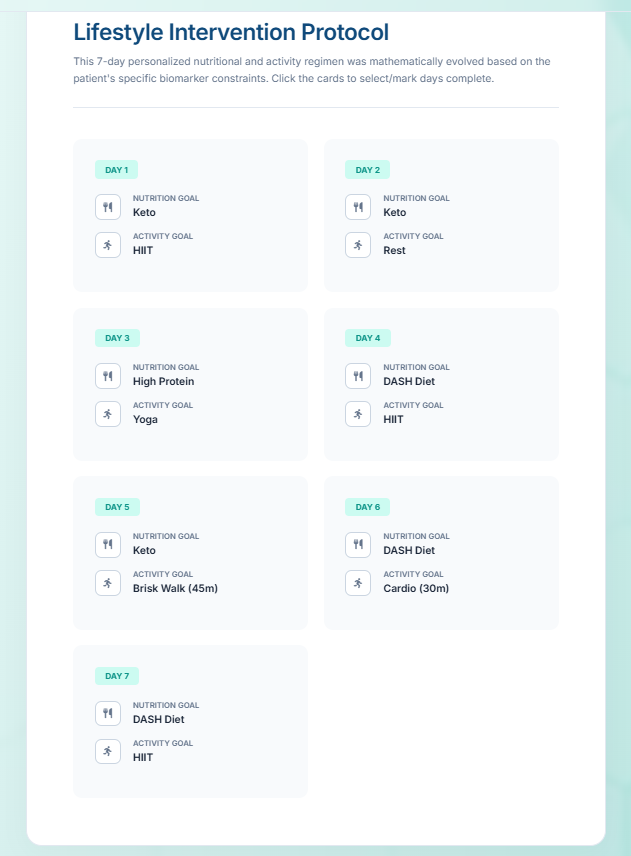 Lifestyle Intervention Protocol
This 7-day personalized nutritional and activity regimen was mathematically evolved based on the
patient's specific biomarker constraints. Click the cards to select/mark days complete.
DAY 1
NUTRITION GOAL
Keto
ACTIVITY GOAL
HIIT
DAY 2
NUTRITION GOAL
Keto
ACTIVITY GOAL
Rest
DAY 3
NUTRITION GOAL
High Protein
ACTIVITY GOAL
Yoga
DAY 4
NUTRITION GOAL
DASH Diet
ACTIVITY GOAL
HIIT
DAY 5
NUTRITION GOAL
Keto
ACTIVITY GOAL
Brisk Walk (45m)
DAY 6
NUTRITION GOAL
DASH Diet
ACTIVITY GOAL
Cardio (30m)
DAY 7
NUTRITION GOAL
DASH Diet
ACTIVITY GOAL
HIIT